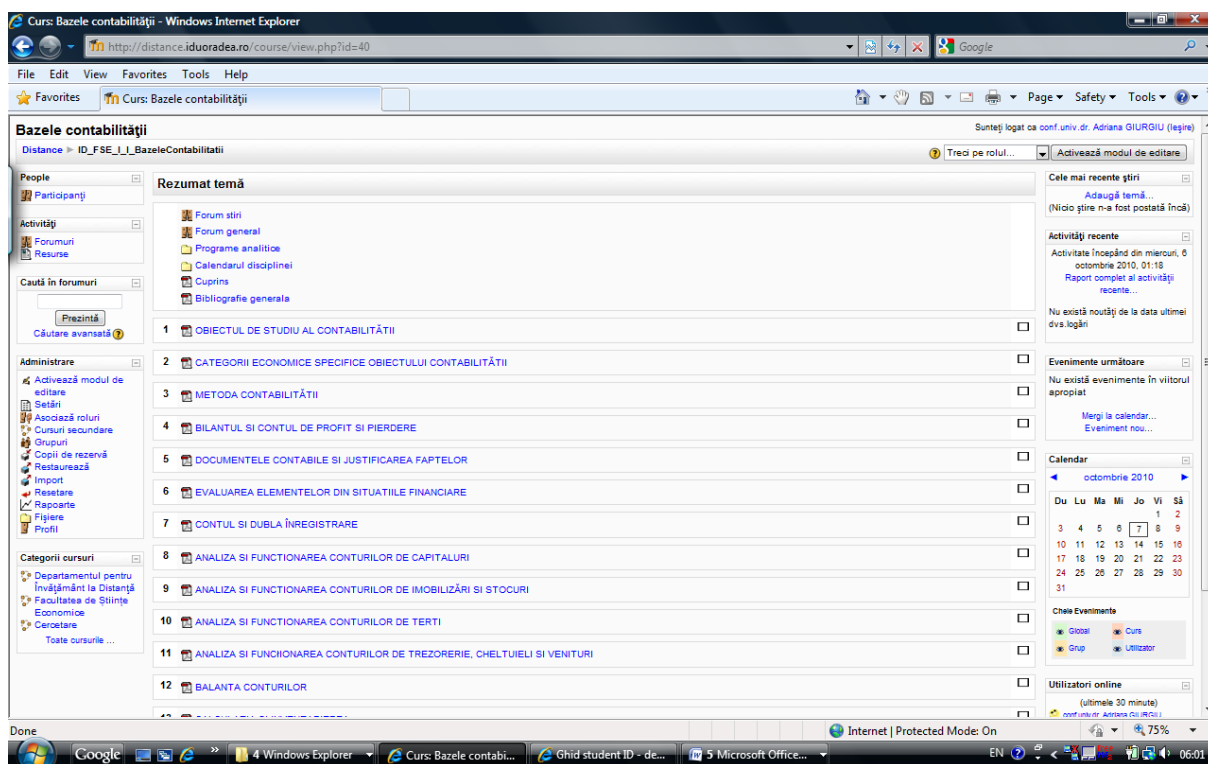 Curs: Bazele contabilităţii - Windows Internet Explorer
http://distance.iduoradea.ro/course/view.php?id=40
Google
File Edit View Favorites Tools Help
Favorites
Curs: Bazele contabilităţii
Page Safety Tools
Bazele contabilităţii
Sunteţi logat ca conf.univ.dr. Adriana GIURGIU (Ieşire)
Distance ► ID_FSE_I_I_BazeleContabilitatii
Treci pe rolul...
Activează modul de editare
People
Participanţi
Activităţi
Forumuri
Resurse
Caută în forumuri
Prezintă
Căutare avansată
Administrare
Activează modul de
editare
Setări
Asociază roluri
Cursuri secundare
Grupuri
Copii de rezervă
Restaurează
Import
Resetare
Rapoarte
Fişiere
Profil
Categorii cursuri
Departamentul pentru
Învăţământ la Distanţă
Facultatea de Ştiinţe
Economice
Cercetare
Toate cursurile ...
Rezumat temă
Forum stiri
Forum general
Programe analitice
Calendarul disciplinei
Cuprins
Bibliografie generala
1 OBIECTUL DE STUDIU AL CONTABILITĂTII
2 CATEGORII ECONOMICE SPECIFICE OBIECTULUI CONTABILITĂTII
3 METODA CONTABILITĂTII
4 BILANTUL SI CONTUL DE PROFIT SI PIERDERE
5 DOCUMENTELE CONTABILE SI JUSTIFICAREA FAPTELOR
6 EVALUAREA ELEMENTELOR DIN SITUATIILE FINANCIARE
7 CONTUL SI DUBLA ÎNREGISTRARE
8 ANALIZA SI FUNCTIONAREA CONTURILOR DE CAPITALURI
9 ANALIZA SI FUNCTIONAREA CONTURILOR DE IMOBILIZĂRI SI STOCURI
10 ANALIZA SI FUNCTIONAREA CONTURILOR DE TERTI
11 ANALIZA SI FUNCIIONAREA CONTURILOR DE TREZORERIE, CHELTUIELI SI VENITURI
12 BALANTA CONTURILOR
Cele mai recente ştiri
Adaugă temă...
(Nicio ştire n-a fost postată încă)
Activităţi recente
Activitate începând din miercuri, 6
octombrie 2010, 01:18
Raport complet al activităţii
recente...
Nu există noutăţi de la data ultimei
dvs.logări
Evenimente următoare
Nu există evenimente în viitorul
apropiat
Mergi la calendar...
Eveniment nou...
Calendar
◄ octombrie 2010 ►
Du Lu Ma Mi Jo Vi Sâ
1 2
3 4 5 6 7 8 9
10 11 12 13 14 15 16
17 18 19 20 21 22 23
24 25 26 27 28 29 30
31
Cheie Evenimente
Global Curs
Grup Utilizator
Utilizatori online
(ultimele 30 minute)
conf.univ.dr. Adriana GIURGIU
Done
Internet | Protected Mode: On
75%
Google
4 Windows Explorer
Curs: Bazele contabi...
Ghid student ID - de...
5 Microsoft Office...
EN
06:01